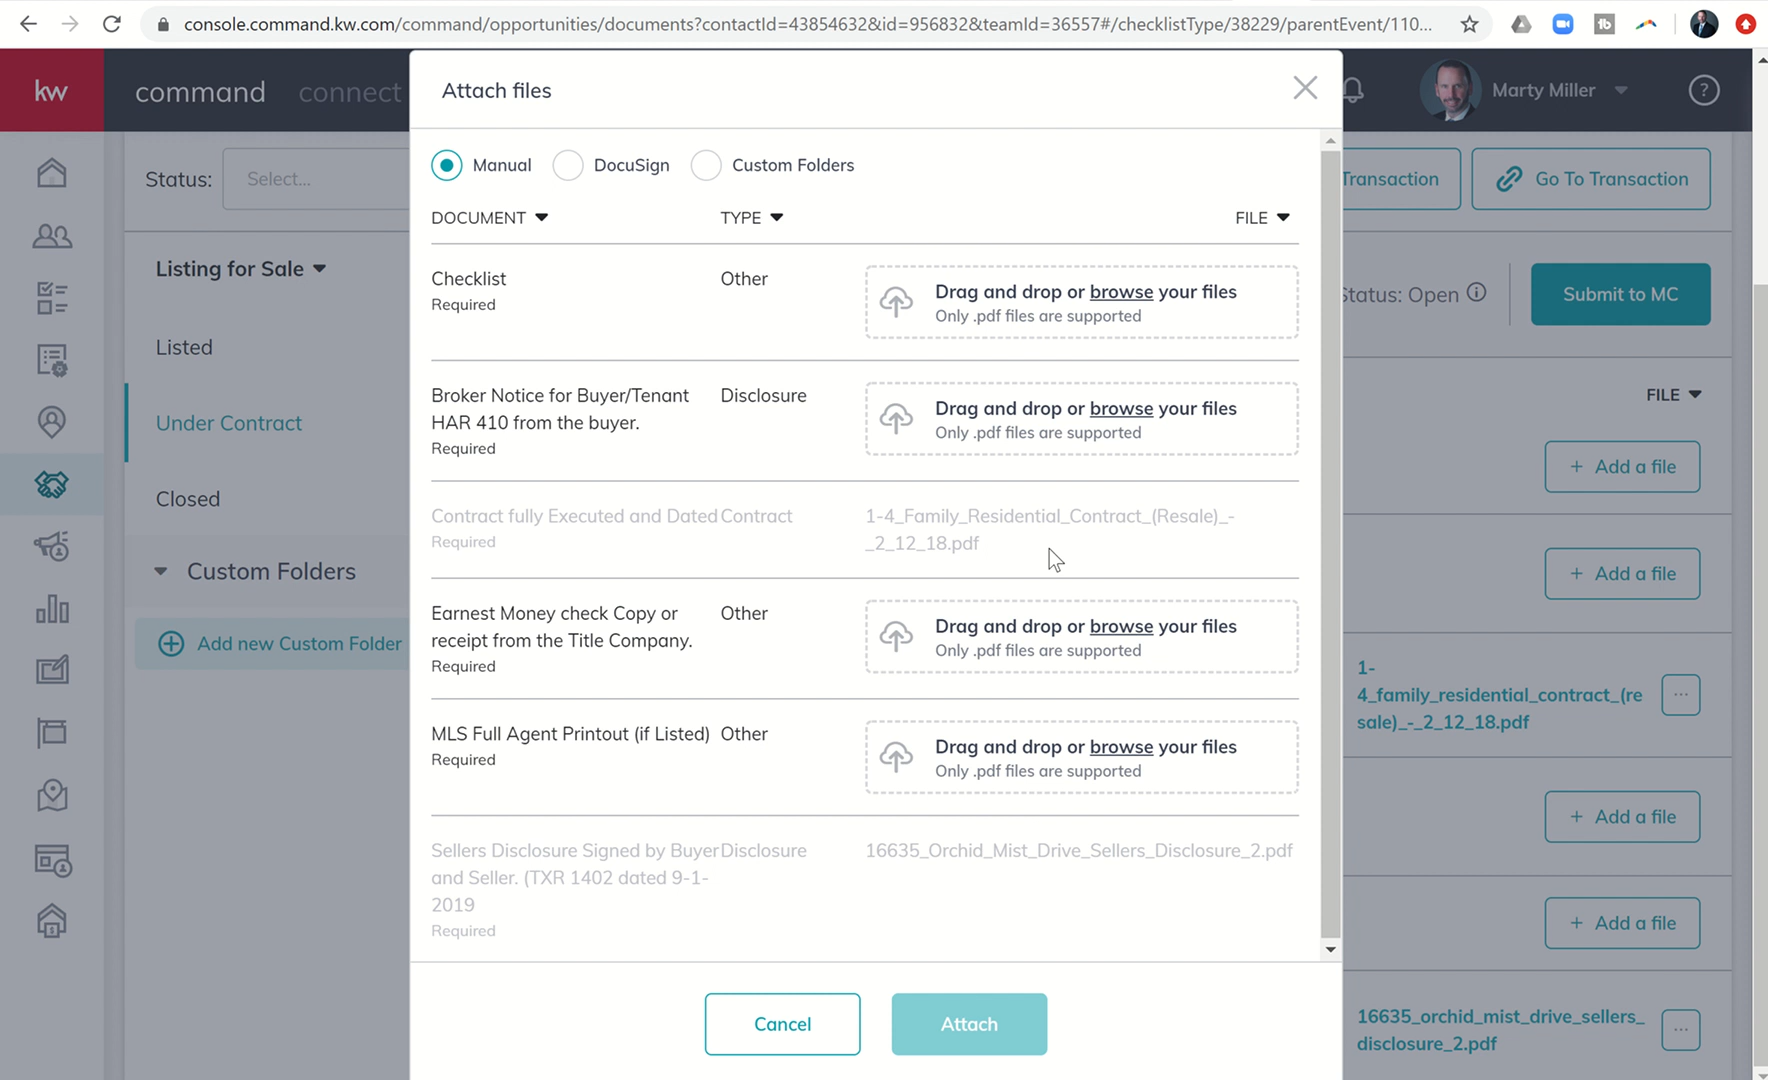 console.command.kw.com/command/opportunities/documents?contactId=43854632&id=956832&teamId=36557#/checklistType/38229/parentEvent/110...
kw
command
connect
Marty Miller
?
Status:
Select...
Transaction
Go To Transaction
Listing for Sale
Listed
Under Contract
Closed
Custom Folders
Add new Custom Folder
Status: Open
Submit to MC
FILE
+ Add a file
+ Add a file
1-
4_family_residential_contract_(re
sale)_-_2_12_18.pdf
...
+ Add a file
+ Add a file
16635_orchid_mist_drive_sellers_
disclosure_2.pdf
...
Attach files
Manual
DocuSign
Custom Folders
DOCUMENT
TYPE
FILE
Checklist
Required
Other
Drag and drop or browse your files
Only .pdf files are supported
Broker Notice for Buyer/Tenant
HAR 410 from the buyer.
Required
Disclosure
Drag and drop or browse your files
Only .pdf files are supported
Contract fully Executed and Dated
Required
Contract
1-4_Family_Residential_Contract_(Resale)_-
_2_12_18.pdf
Earnest Money check Copy or
receipt from the Title Company.
Required
Other
Drag and drop or browse your files
Only .pdf files are supported
MLS Full Agent Printout (if Listed)
Required
Other
Drag and drop or browse your files
Only .pdf files are supported
Sellers Disclosure Signed by Buyer
and Seller. (TXR 1402 dated 9-1-
2019
Required
Disclosure
16635_Orchid_Mist_Drive_Sellers_Disclosure_2.pdf
Cancel
Attach